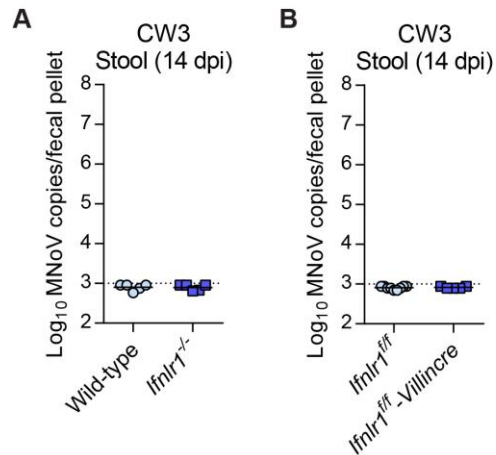 A
CW3
Stool (14 dpi)
Log10 MNoV copies/fecal pellet
8
7
6
5
4
3
2
Wild-type
Ifnlr1-/-
B
CW3
Stool (14 dpi)
Log10 MNoV copies/fecal pellet
8
7
6
5
4
3
2
Ifnlr1f/f
Ifnlr1f/f-Villincre